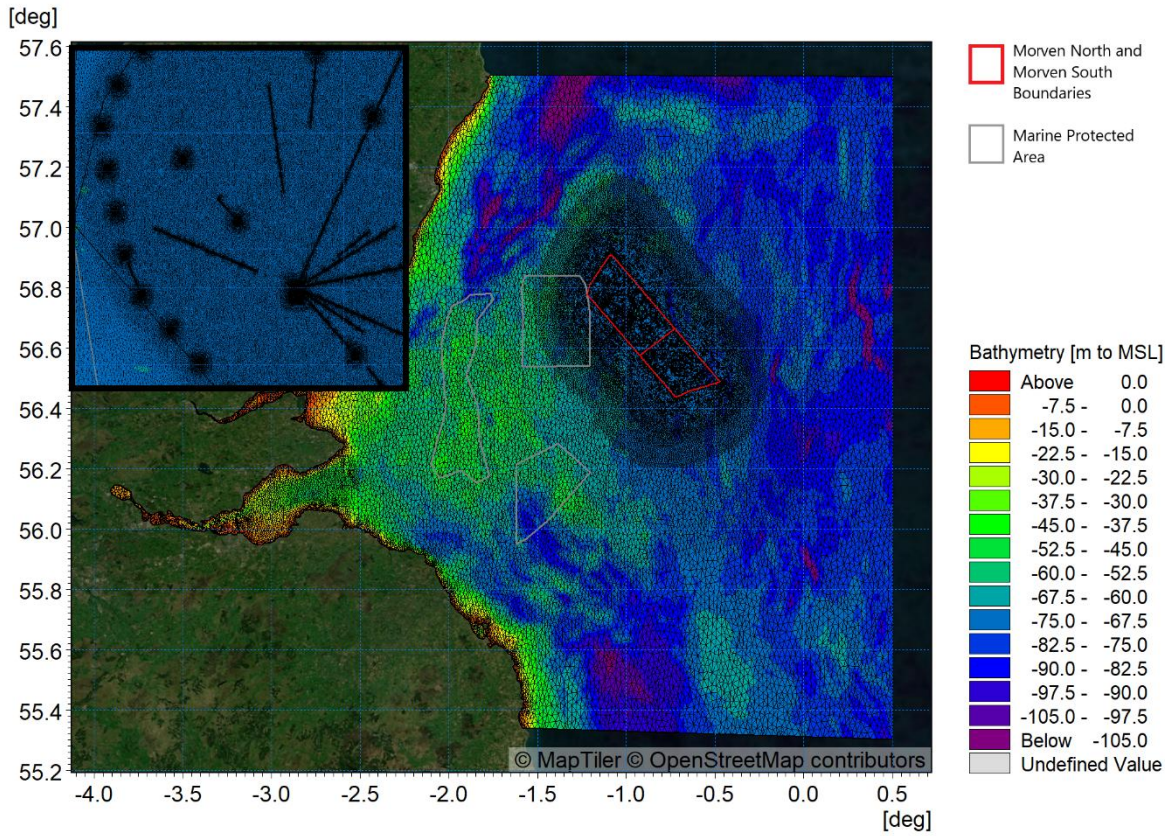 [deg]
57.6
57.4
57.2
57.0
56.8
56.6
56.4
56.2
56.0
55.8
55.6
55.4
55.2
-4.0 -3.5 -3.0 -2.5 -2.0 -1.5 -1.0 -0.5 0.0 0.5
[deg]
© MapTiler © OpenStreetMap contributors
Morven North and
Morven South
Boundaries
Marine Protected
Area
Bathymetry [m to MSL]
Above 0.0
-7.5 - 0.0
-15.0 - -7.5
-22.5 - -15.0
-30.0 - -22.5
-37.5 - -30.0
-45.0 - -37.5
-52.5 - -45.0
-60.0 - -52.5
-67.5 - -60.0
-75.0 - -67.5
-82.5 - -75.0
-90.0 - -82.5
-97.5 - -90.0
-105.0 - -97.5
Below -105.0
Undefined Value